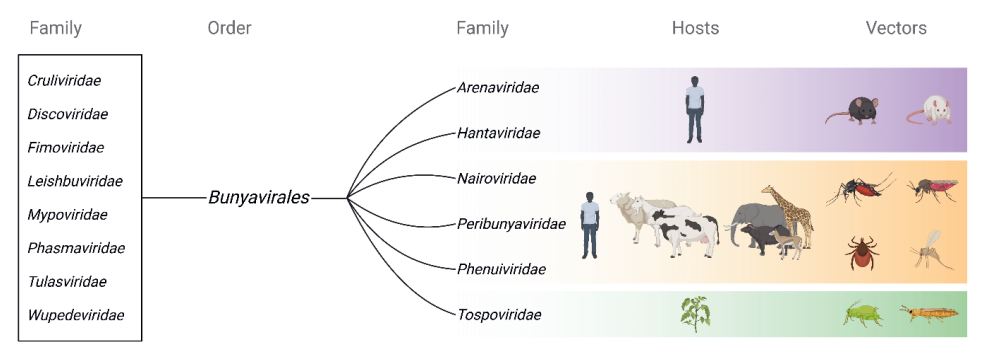 Family Order Family Hosts Vectors
Cruliviridae
Discoviridae
Fimoviridae
Leishbuviridae
Mypoviridae
Phasmaviridae
Tulasviridae
Wupedeviridae
Bunyavirales
Arenaviridae
Hantaviridae
Nairoviridae
Peribunyaviridae
Phenuiviridae
Tospoviridae